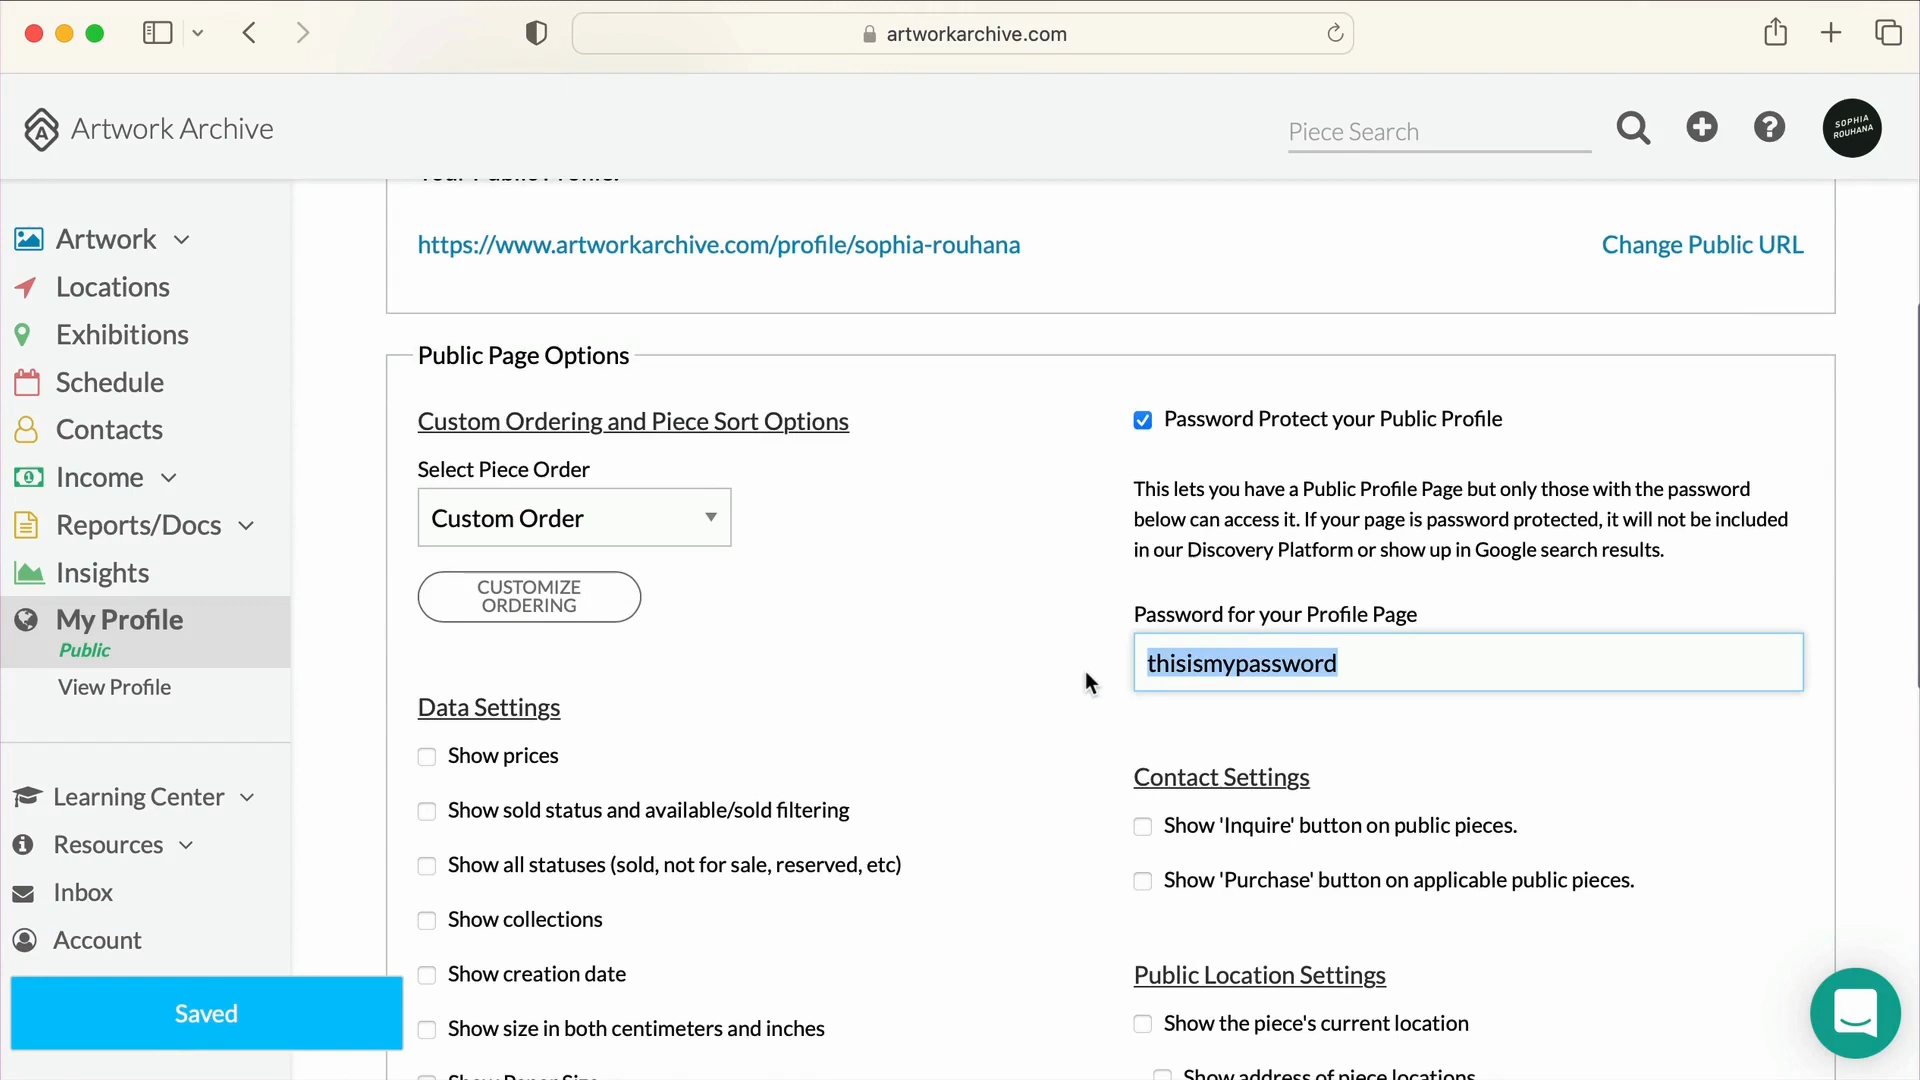 artworkarchive.com
Artwork Archive
Piece Search
SOPHIA
ROUHANA
Artwork
Locations
Exhibitions
Schedule
Contacts
Income
Reports/Docs
Insights
My Profile
Public
View Profile
Learning Center
Resources
Inbox
Account
Saved
Your Public Profile:
https://www.artworkarchive.com/profile/sophia-rouhana
Change Public URL
Public Page Options
Custom Ordering and Piece Sort Options
Select Piece Order
Custom Order
CUSTOMIZE
ORDERING
Data Settings
Show prices
Show sold status and available/sold filtering
Show all statuses (sold, not for sale, reserved, etc)
Show collections
Show creation date
Show size in both centimeters and inches
Show Paper Size
Password Protect your Public Profile
This lets you have a Public Profile Page but only those with the password
below can access it. If your page is password protected, it will not be included
in our Discovery Platform or show up in Google search results.
Password for your Profile Page
thisismypassword
Contact Settings
Show 'Inquire' button on public pieces.
Show 'Purchase' button on applicable public pieces.
Public Location Settings
Show the piece's current location
Show address of piece locations